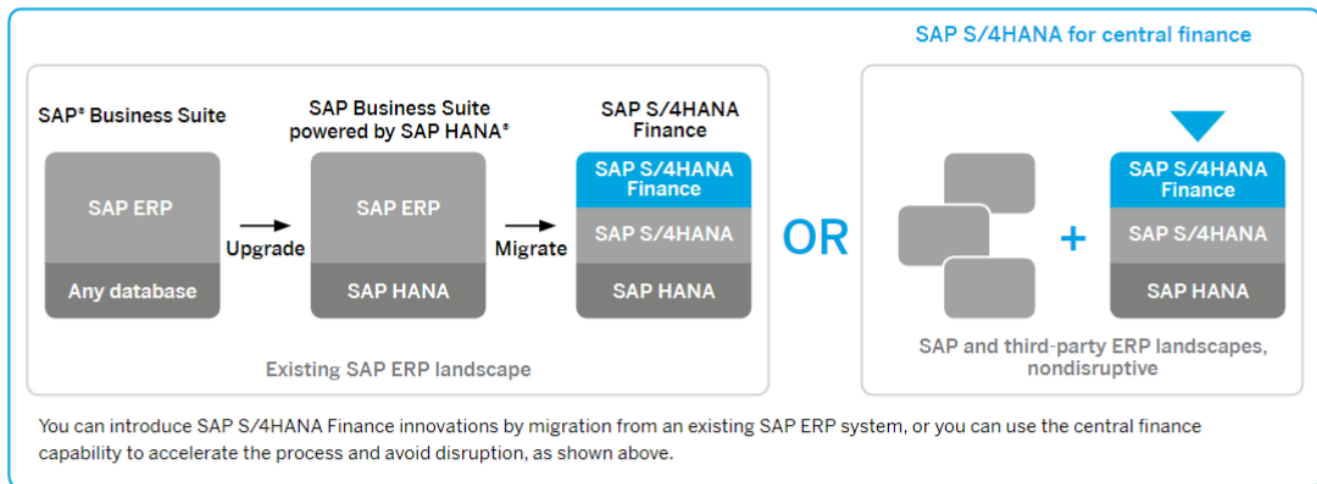 SAP S/4HANA for central finance
SAP® Business Suite
SAP ERP
Any database
Upgrade
SAP Business Suite
powered by SAP HANA®
SAP ERP
SAP HANA
Migrate
SAP S/4HANA
Finance
SAP S/4HANA
Finance
SAP S/4HANA
SAP HANA
Existing SAP ERP landscape
OR
+
SAP S/4HANA
Finance
SAP S/4HANA
SAP HANA
SAP and third-party ERP landscapes,
nondisruptive
You can introduce SAP S/4HANA Finance innovations by migration from an existing SAP ERP system, or you can use the central finance
capability to accelerate the process and avoid disruption, as shown above.